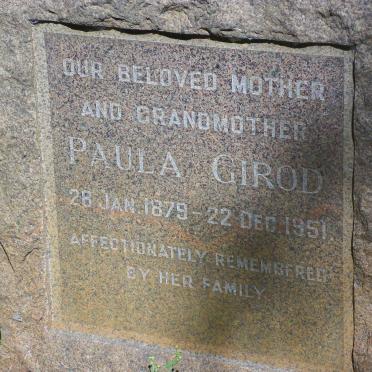 OUR BELOVED MOTHER
AND GRANDMOTHER
PAULA GIROD
28 JAN. 1879 - 22 DEC. 1951.
AFFECTIONATELY REMEMBERED
BY HER FAMILY